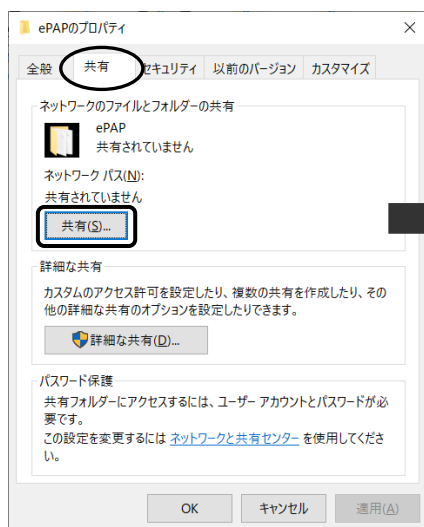 ePAPのプロパティ
全般 共有 セキュリティ 以前のバージョン カスタマイズ
ネットワークのファイルとフォルダーの共有
ePAP
共有されていません
ネットワーク パス(N):
共有されていません
共有(S)...
詳細な共有
カスタムのアクセス許可を設定したり、複数の共有を作成したり、その
他の詳細な共有のオプションを設定したりできます。
詳細な共有(D)...
パスワード保護
共有フォルダーにアクセスするには、ユーザー アカウントとパスワードが必
要です。
この設定を変更するには ネットワークと共有センター を使用してくださ
い。
OK キャンセル 適用(A)